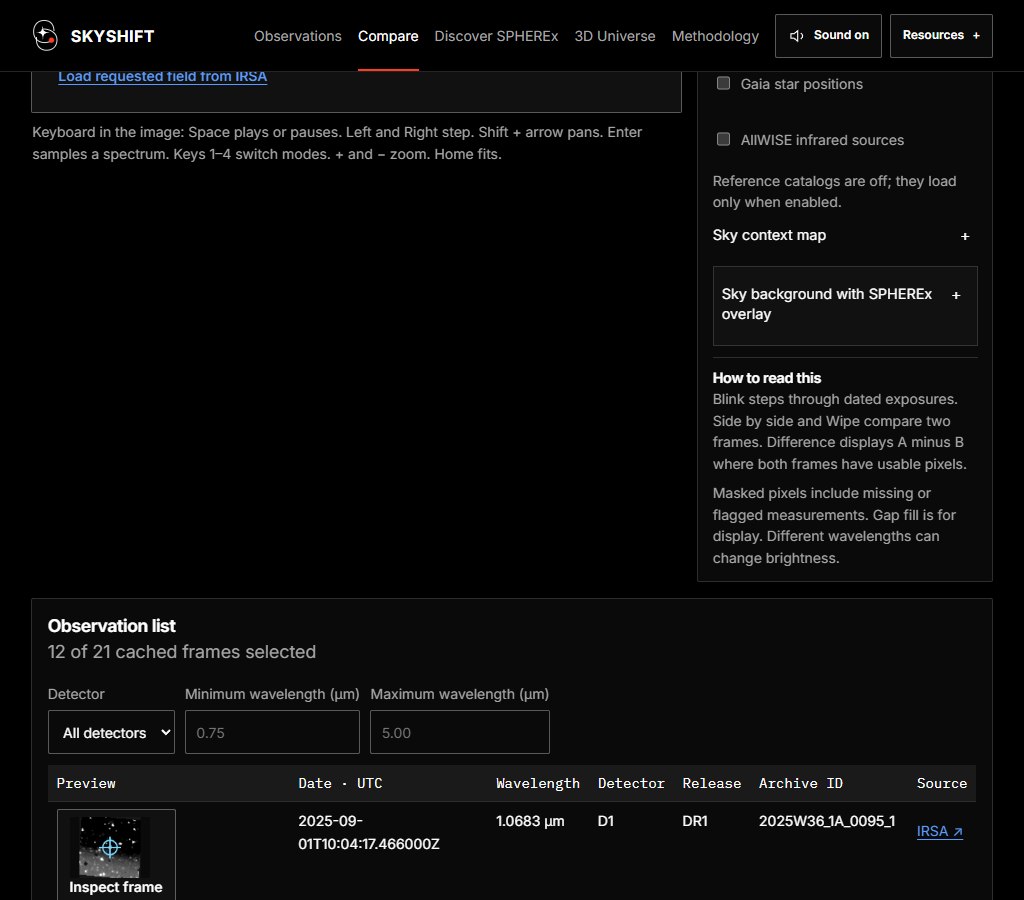 SKYSHIFT
Observations
Compare
Discover SPHEREx
3D Universe
Methodology
Sound on
Resources +
Load requested field from IRSA
Keyboard in the image: Space plays or pauses. Left and Right step. Shift + arrow pans. Enter
samples a spectrum. Keys 1–4 switch modes. + and − zoom. Home fits.
Gaia star positions
AllWISE infrared sources
Reference catalogs are off; they load
only when enabled.
Sky context map +
Sky background with SPHEREx +
overlay
How to read this
Blink steps through dated exposures.
Side by side and Wipe compare two
frames. Difference displays A minus B
where both frames have usable pixels.
Masked pixels include missing or
flagged measurements. Gap fill is for
display. Different wavelengths can
change brightness.
Observation list
12 of 21 cached frames selected
Detector
Minimum wavelength (μm)
Maximum wavelength (μm)
All detectors
0.75
5.00
Preview
Date · UTC
Wavelength
Detector
Release
Archive ID
Source
Inspect frame
2025-09-
01T10:04:17.466000Z
1.0683 μm
D1
DR1
2025W36_1A_0095_1
IRSA ↗